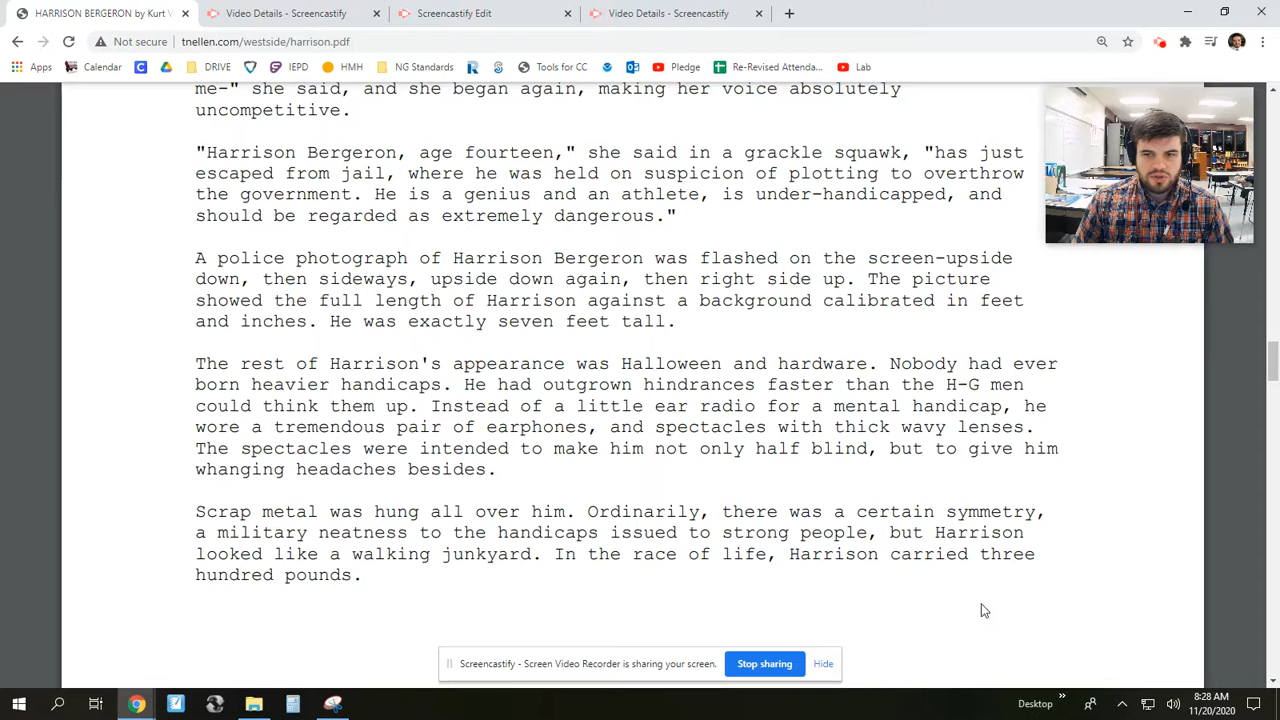 HARRISON BERGERON by Kurt V
Video Details - Screencastify
Screencastify Edit
Video Details - Screencastify
Not secure
tnellen.com/westside/harrison.pdf
Apps
Calendar
DRIVE
IEPD
HMH
NG Standards
Tools for CC
Pledge
Re-Revised Attenda...
Lab
me-" she said, and she began again, making her voice absolutely
uncompetitive.
"Harrison Bergeron, age fourteen," she said in a grackle squawk, "has just
escaped from jail, where he was held on suspicion of plotting to overthrow
the government. He is a genius and an athlete, is under-handicapped, and
should be regarded as extremely dangerous."
A police photograph of Harrison Bergeron was flashed on the screen-upside
down, then sideways, upside down again, then right side up. The picture
showed the full length of Harrison against a background calibrated in feet
and inches. He was exactly seven feet tall.
The rest of Harrison's appearance was Halloween and hardware. Nobody had ever
born heavier handicaps. He had outgrown hindrances faster than the H-G men
could think them up. Instead of a little ear radio for a mental handicap, he
wore a tremendous pair of earphones, and spectacles with thick wavy lenses.
The spectacles were intended to make him not only half blind, but to give him
whanging headaches besides.
Scrap metal was hung all over him. Ordinarily, there was a certain symmetry,
a military neatness to the handicaps issued to strong people, but Harrison
looked like a walking junkyard. In the race of life, Harrison carried three
hundred pounds.
Screencastify - Screen Video Recorder is sharing your screen.
Stop sharing
Hide
Desktop
8:28 AM
11/20/2020